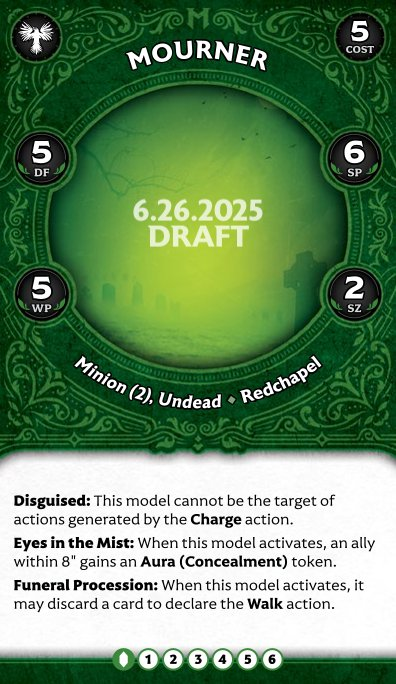 MOURNER
5
COST
5
DF
6
SP
6.26.2025
DRAFT
5
WP
2
SZ
Minion (2), Undead ◆ Redchapel
Disguised: This model cannot be the target of
actions generated by the Charge action.
Eyes in the Mist: When this model activates, an ally
within 8" gains an Aura (Concealment) token.
Funeral Procession: When this model activates, it
may discard a card to declare the Walk action.
1 2 3 4 5 6